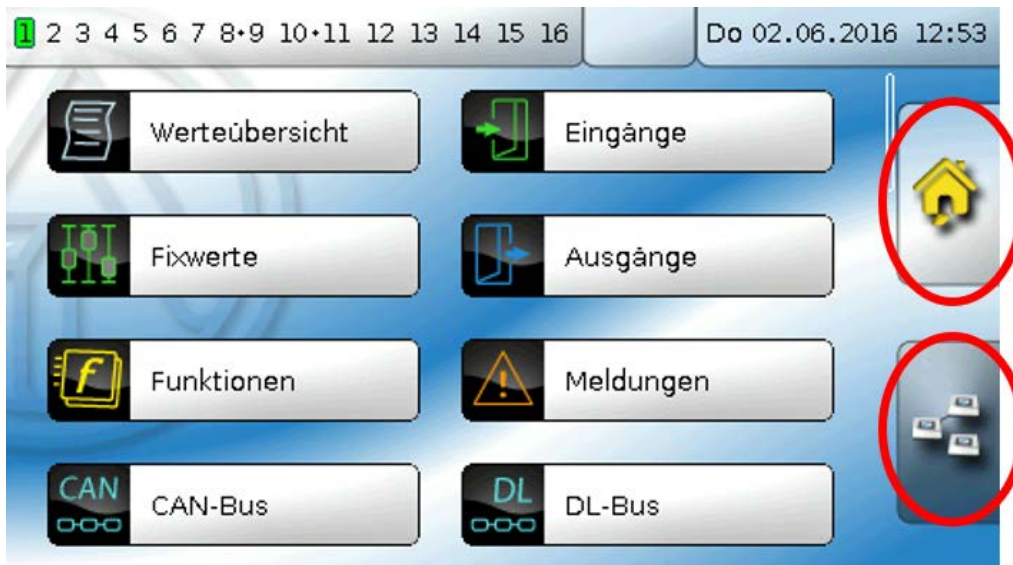 1 2 3 4 5 6 7 8•9 10•11 12 13 14 15 16 Do 02.06.2016 12:53
Werteübersicht Eingänge
Fixwerte Ausgänge
f Funktionen ! Meldungen
CAN CAN-Bus DL DL-Bus